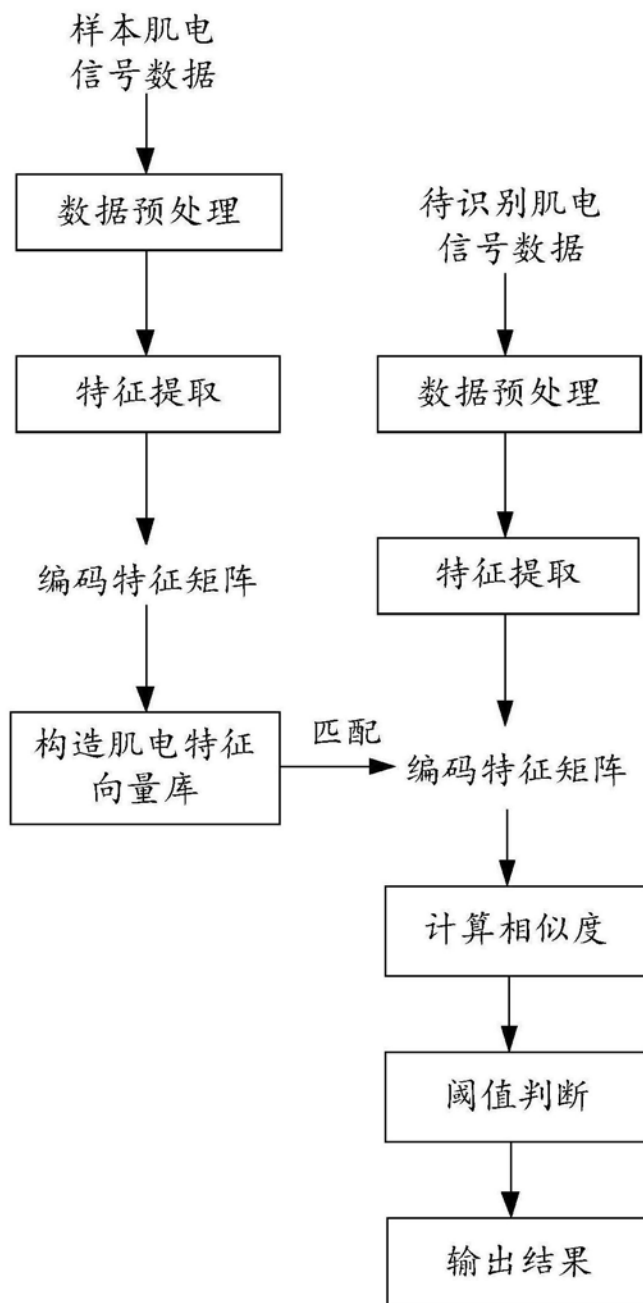 样本肌电
信号数据
数据预处理
特征提取
编码特征矩阵
构造肌电特征
向量库
匹配
待识别肌电
信号数据
数据预处理
特征提取
编码特征矩阵
计算相似度
阈值判断
输出结果